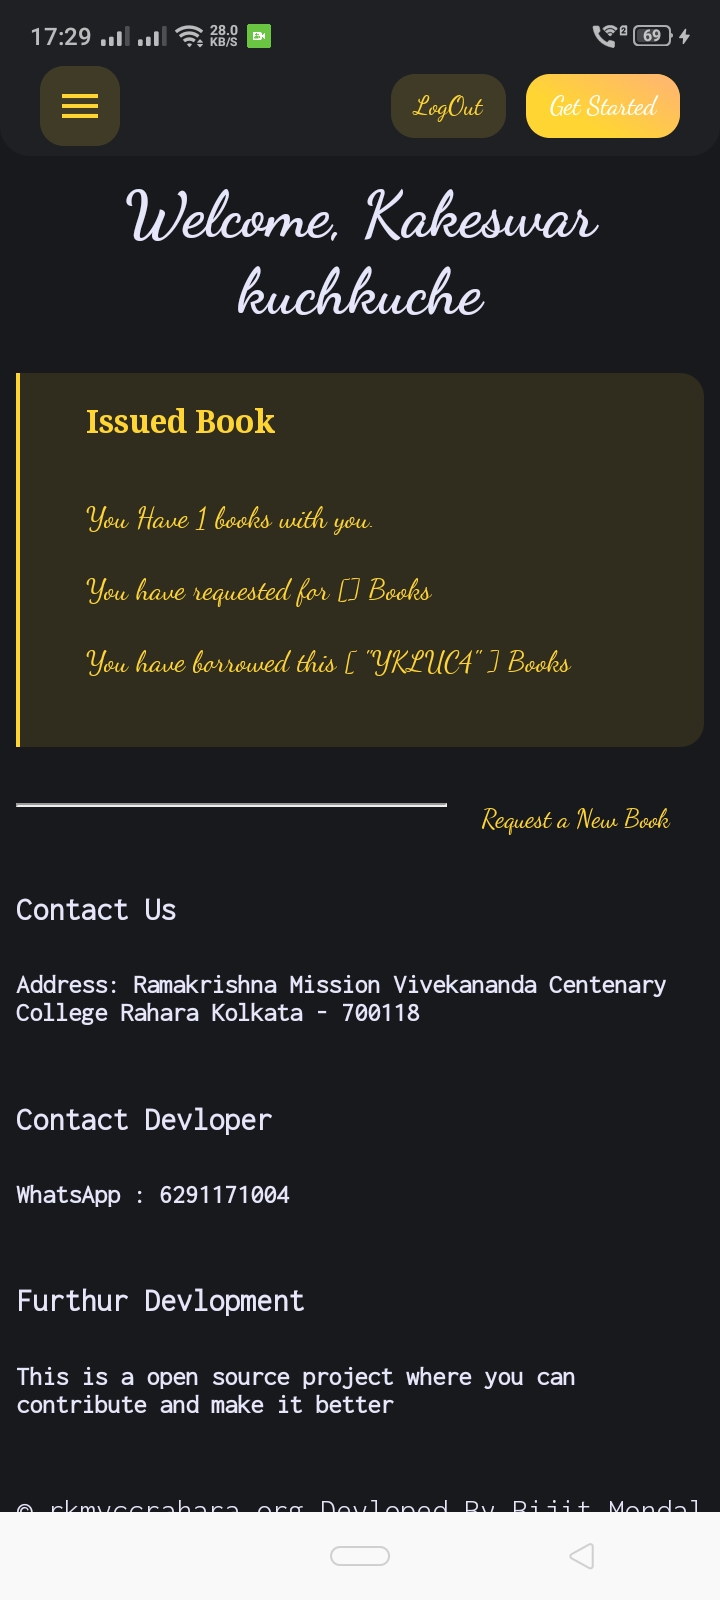 17:29 28.0 KB/S 2 69
LogOut Get Started
Welcome, Kakeswar
kuchkuche
Issued Book
You Have 1 books with you.
You have requested for [] Books
You have borrowed this [ "YKLUC4" ] Books
Request a New Book
Contact Us
Address: Ramakrishna Mission Vivekananda Centenary
College Rahara Kolkata - 700118
Contact Devloper
WhatsApp : 6291171004
Furthur Devlopment
This is a open source project where you can
contribute and make it better
© rkmvccrahara.org Devloped By Bijit Mondal